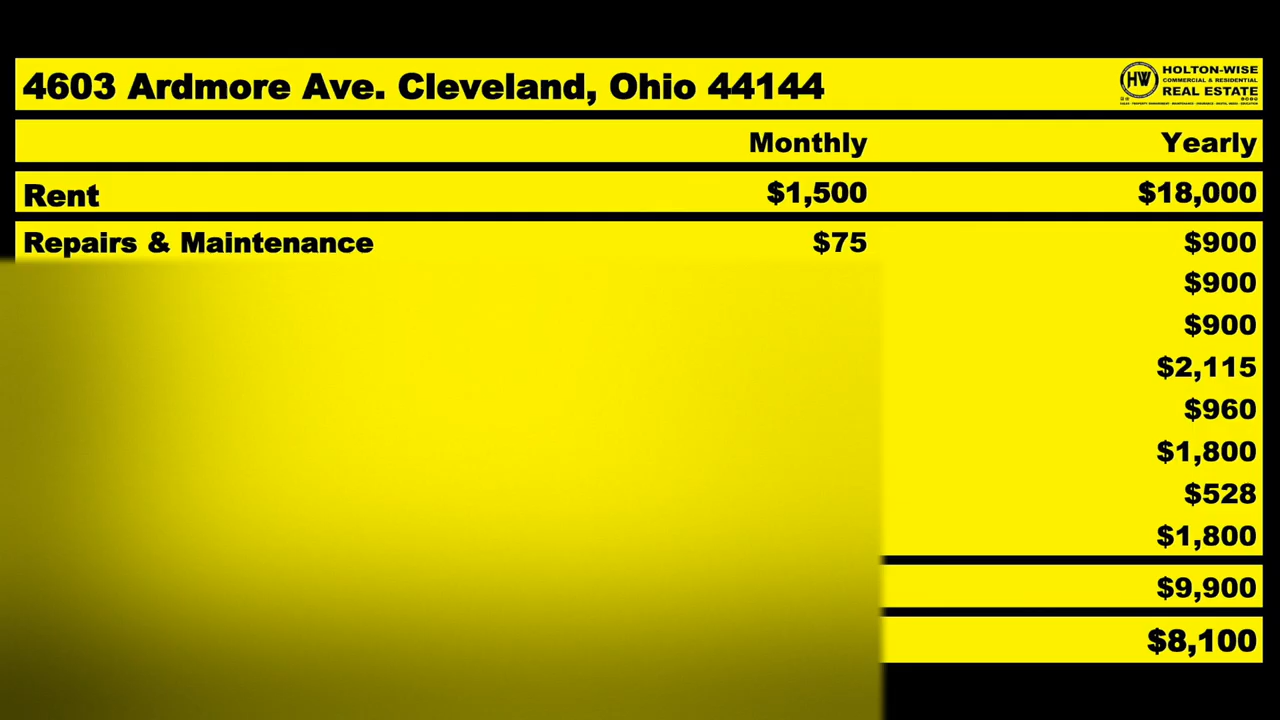 4603 Ardmore Ave. Cleveland, Ohio 44144
HOLTON-WISE
COMMERCIAL & RESIDENTIAL
REAL ESTATE
HW
Monthly Yearly
Rent $1,500 $18,000
Repairs & Maintenance $75 $900
$900
$900
$2,115
$960
$1,800
$528
$1,800
$9,900
$8,100